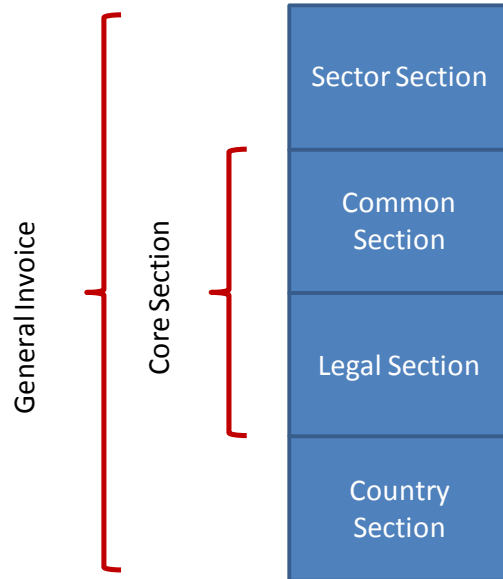 General Invoice
Core Section
Sector Section
Common
Section
Legal Section
Country
Section